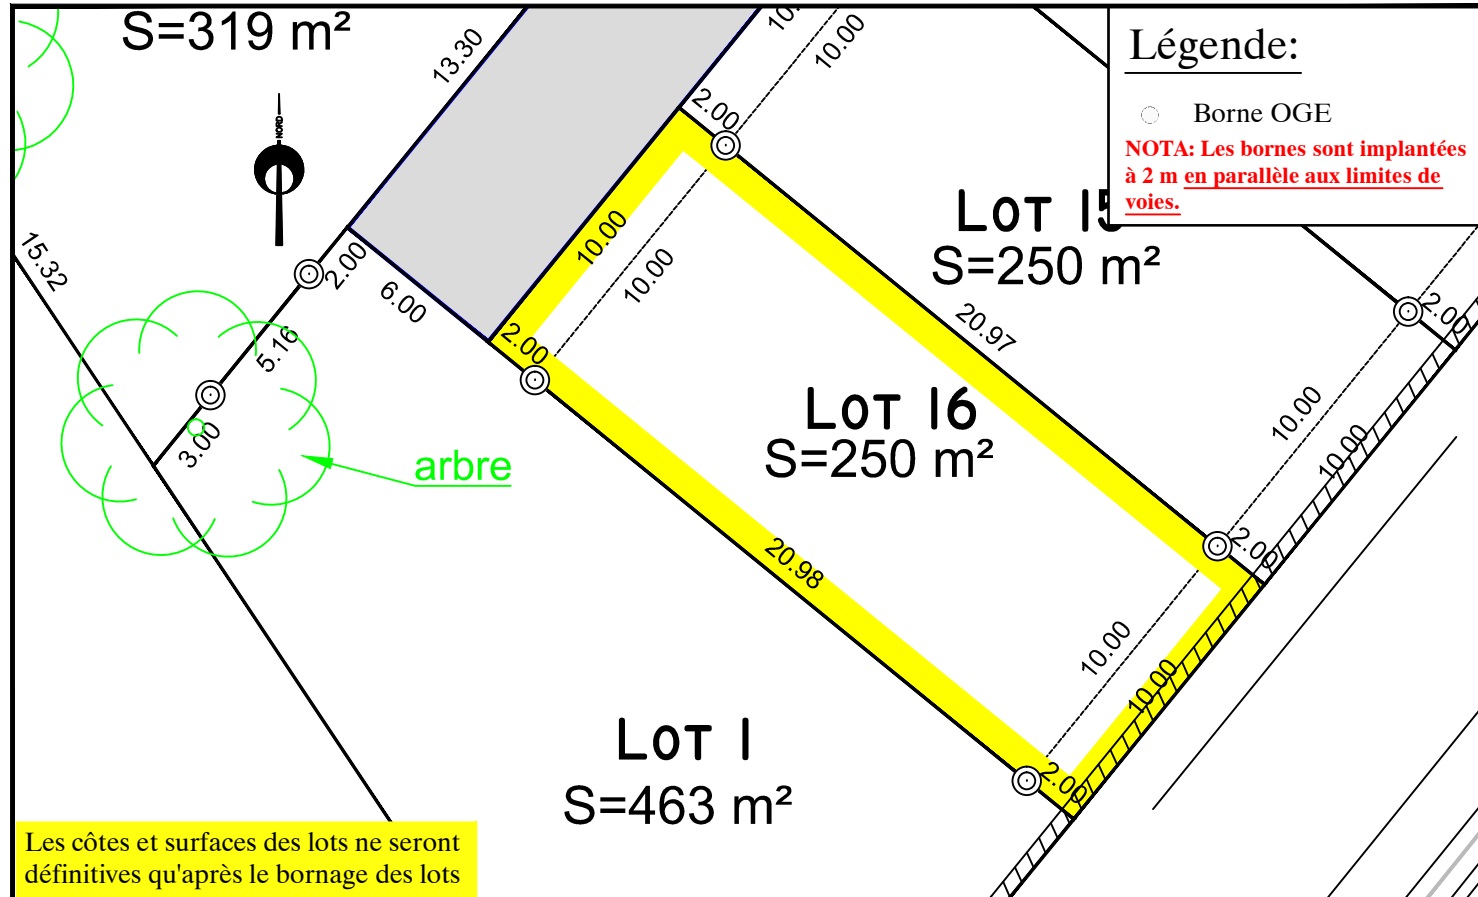 S=319 m²
13.30
10.
10.00
Légende:
Borne OGE
NOTA: Les bornes sont implantées
à 2 m en parallèle aux limites de
voies.
NORD
2.00
LOT 15
S=250 m²
15.32
2.00
6.00
10.00
10.00
2.00
5.16
3.00
arbre
20.97
2.00
LOT 16
S=250 m²
10.00
10.00
2.00
20.98
10.00
10.00
2.00
LOT 1
S=463 m²
Les côtes et surfaces des lots ne seront
définitives qu'après le bornage des lots